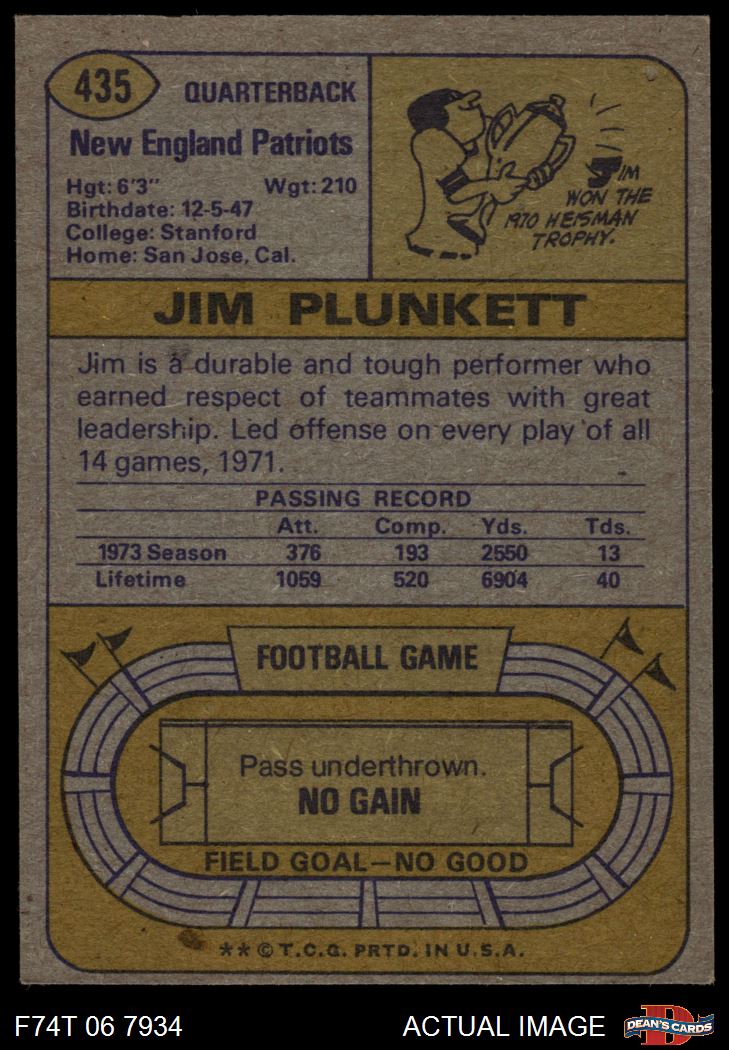 435
QUARTERBACK
New England Patriots
Hgt: 6'3" Wgt: 210
Birthdate: 12-5-47
College: Stanford
Home: San Jose, Cal.
JIM
WON THE
1970 HEISMAN
TROPHY.
JIM PLUNKETT
Jim is a durable and tough performer who
earned respect of teammates with great
leadership. Led offense on every play of all
14 games, 1971.
PASSING RECORD
Att. Comp. Yds. Tds.
1973 Season 376 193 2550 13
Lifetime 1059 520 6904 40
FOOTBALL GAME
Pass underthrown.
NO GAIN
FIELD GOAL—NO GOOD
** © T.C.G. PRTD. IN U.S.A.
F74T 06 7934 ACTUAL IMAGE
D
DEAN'S CARDS